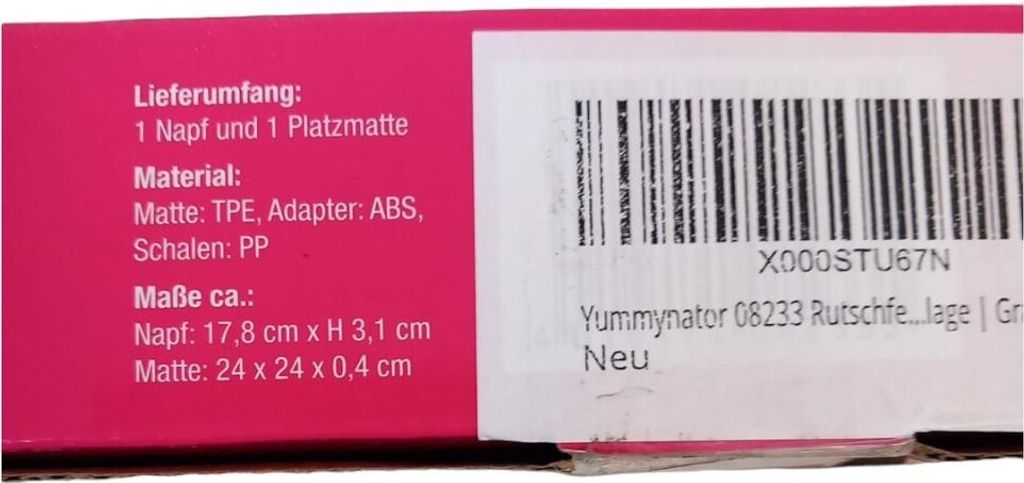 Lieferumfang:
1 Napf und 1 Platzmatte
Material:
Matte: TPE, Adapter: ABS,
Schalen: PP
Maße ca.:
Napf: 17,8 cm x H 3,1 cm
Matte: 24 x 24 x 0,4 cm
X000STU67N
Yummynator 08233 Rutschfe...lage | Gr
Neu